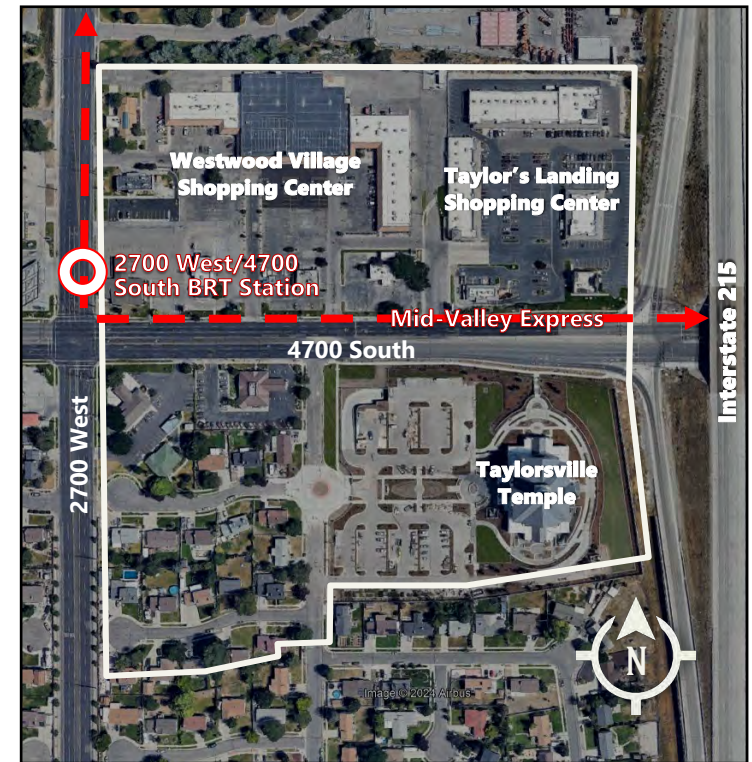 Westwood Village
Shopping Center
Taylor’s Landing
Shopping Center
2700 West/4700
South BRT Station
Mid-Valley Express
4700 South
Interstate 215
2700 West
Taylorsville
Temple
N
Image © 2024 Airbus